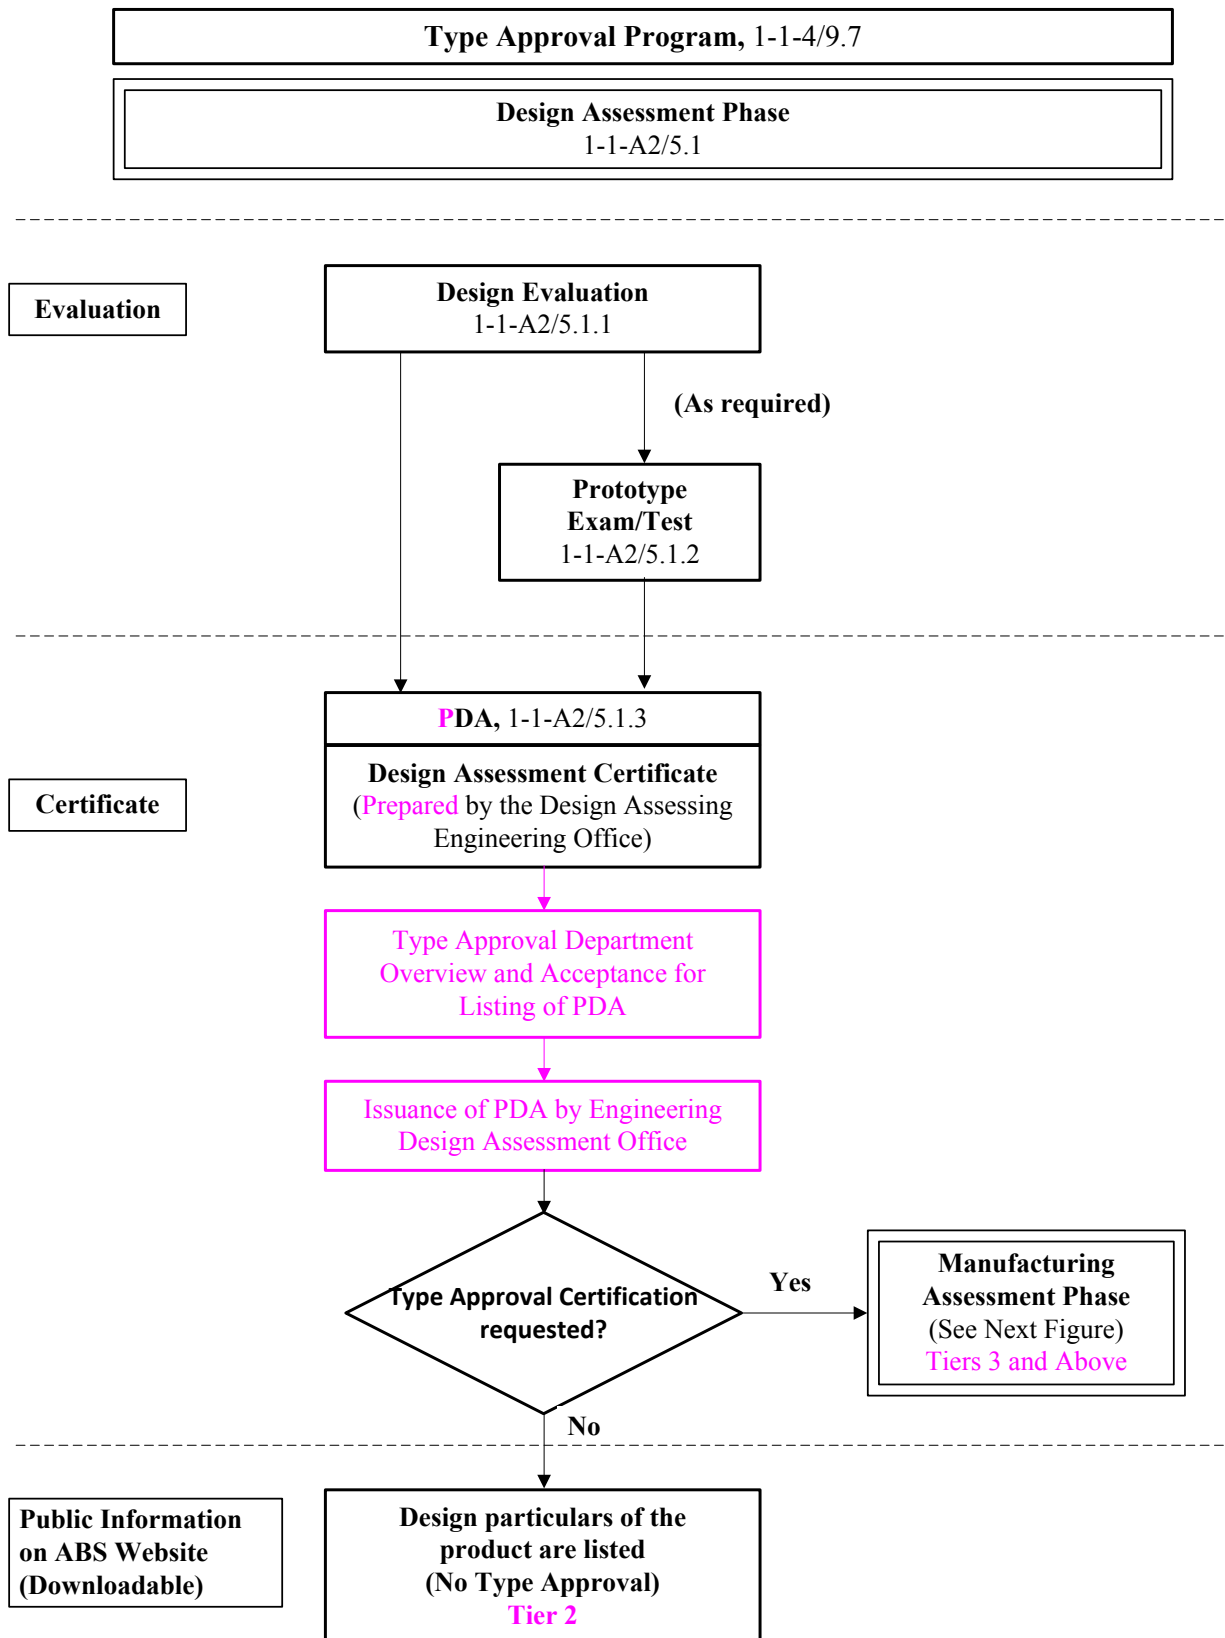 Type Approval Program, 1-1-4/9.7
Design Assessment Phase
1-1-A2/5.1
Evaluation
Design Evaluation
1-1-A2/5.1.1
(As required)
Prototype
Exam/Test
1-1-A2/5.1.2
PDA, 1-1-A2/5.1.3
Certificate
Design Assessment Certificate
(Prepared by the Design Assessing
Engineering Office)
Type Approval Department
Overview and Acceptance for
Listing of PDA
Issuance of PDA by Engineering
Design Assessment Office
Type Approval Certification
requested?
Yes
Manufacturing
Assessment Phase
(See Next Figure)
Tiers 3 and Above
No
Public Information
on ABS Website
(Downloadable)
Design particulars of the
product are listed
(No Type Approval)
Tier 2